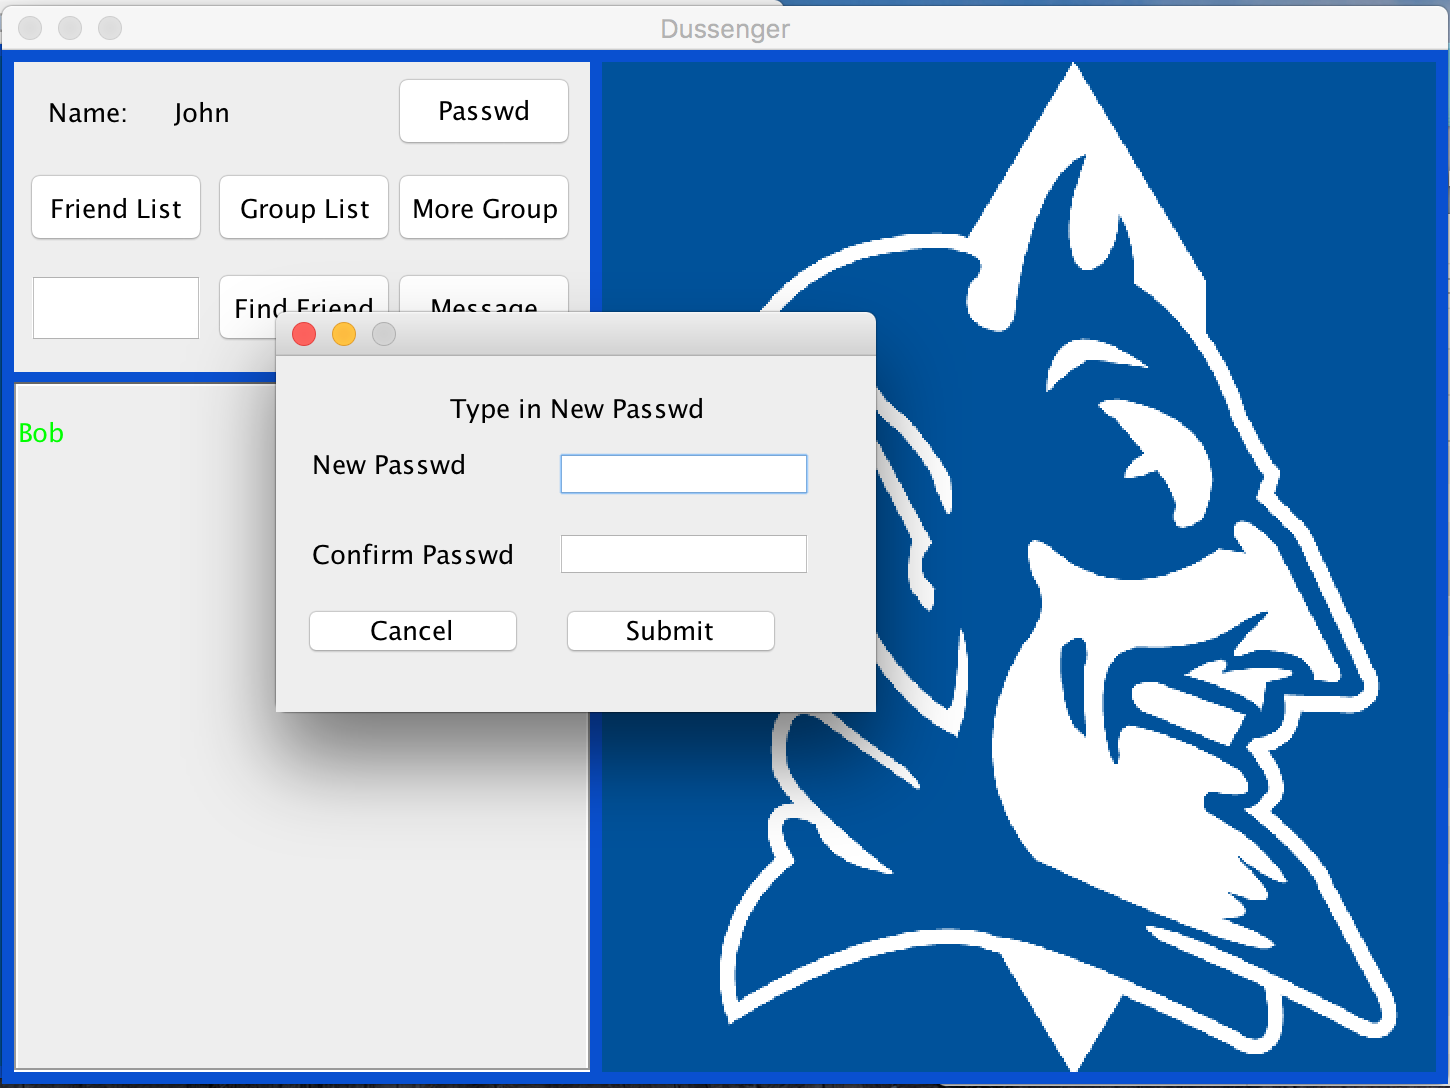 Dussenger
Name: John Passwd
Friend List Group List More Group
Find Friend Message
Bob
Type in New Passwd
New Passwd
Confirm Passwd
Cancel Submit